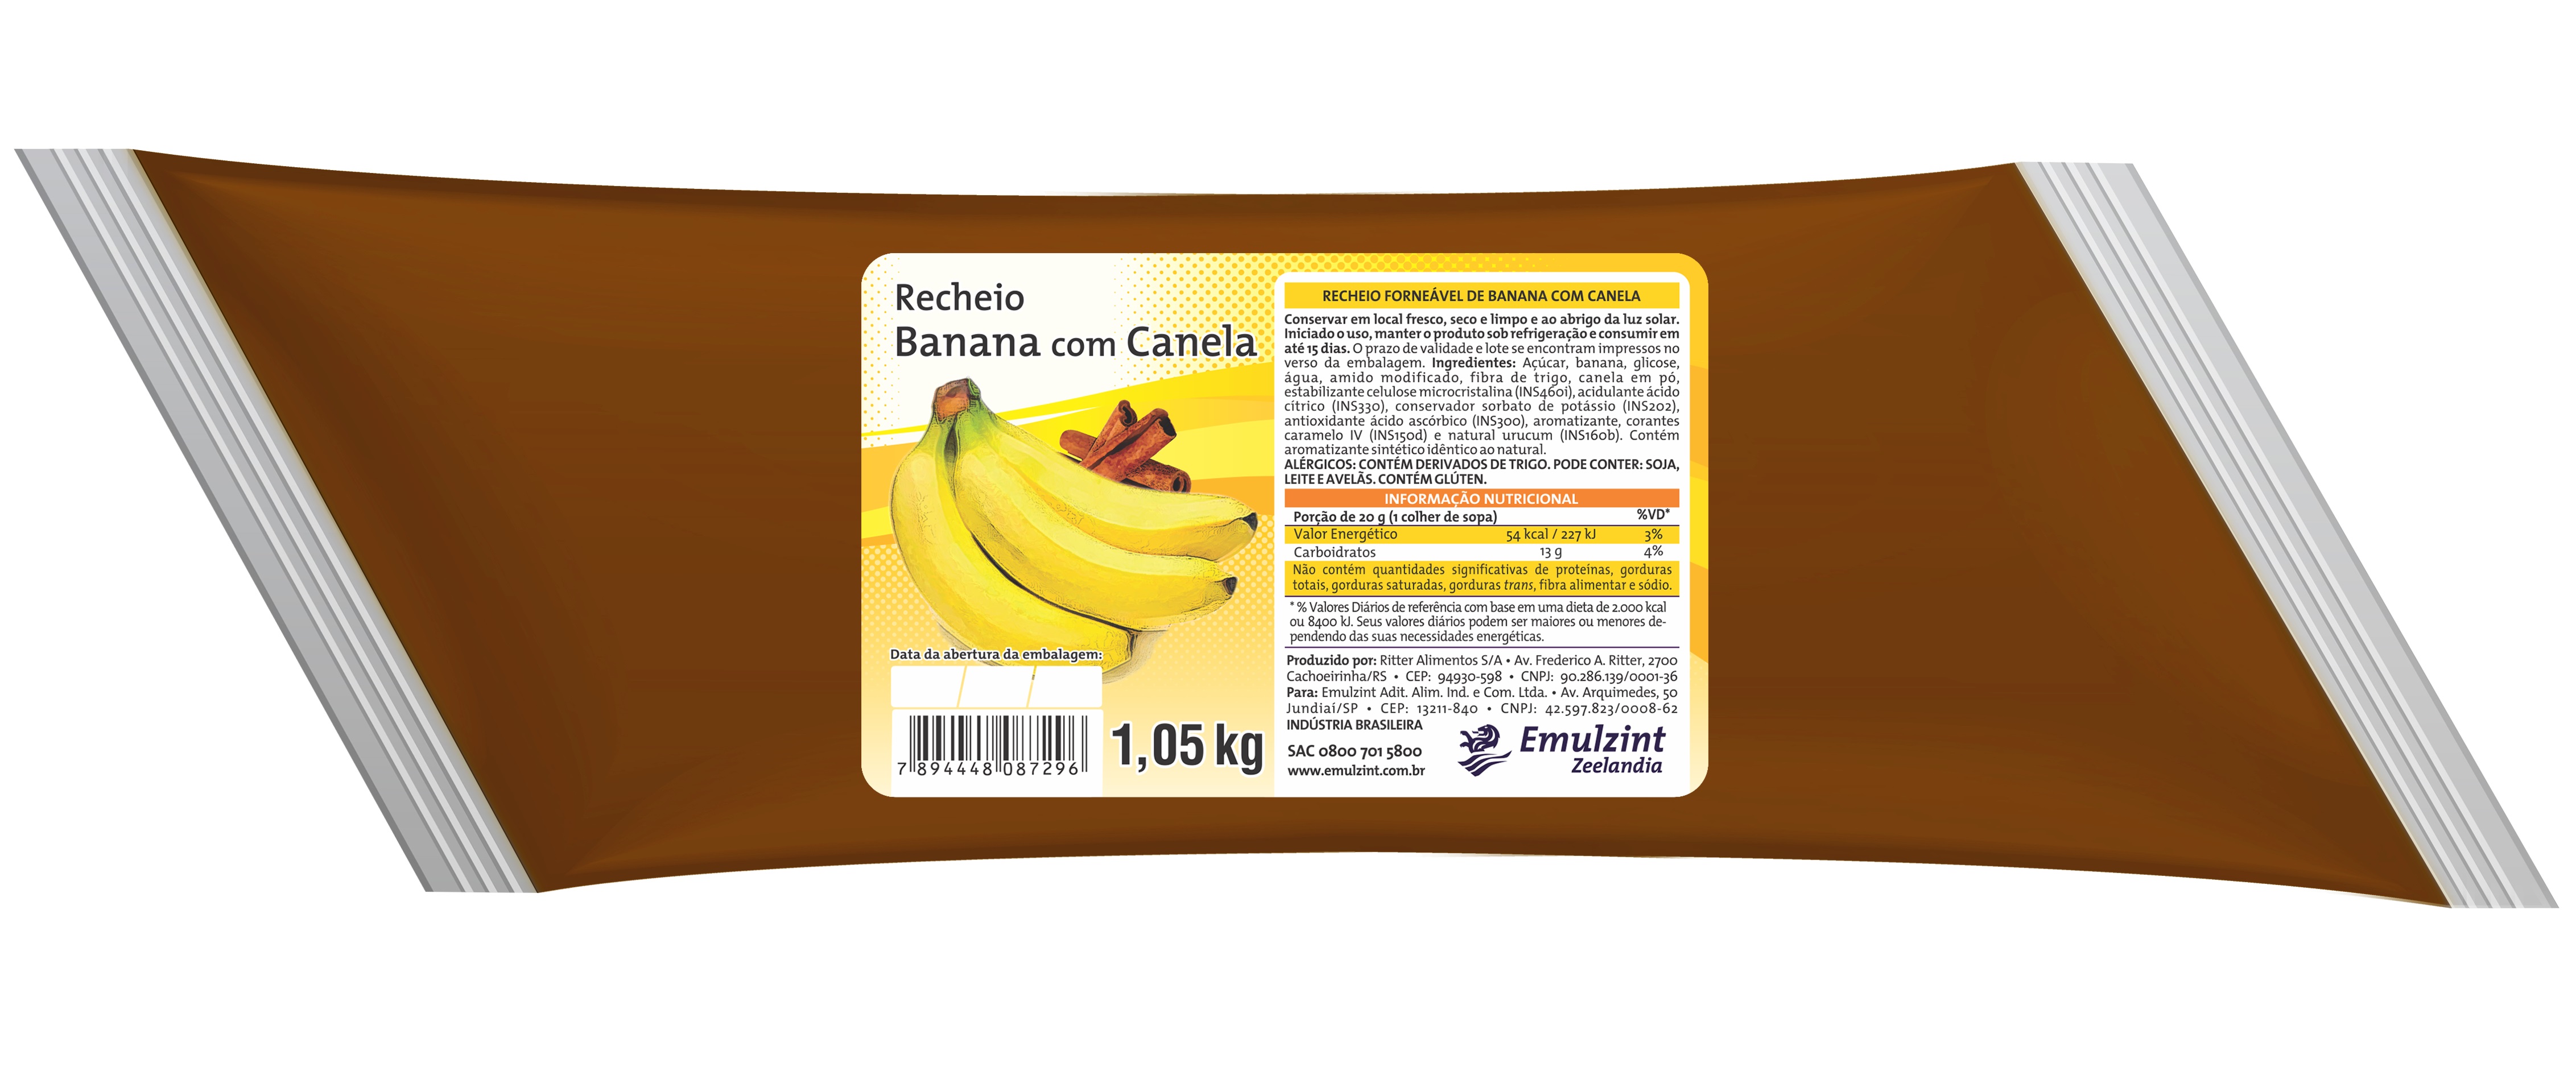 Recheio
Banana com Canela
Data da abertura da embalagem:
7 894448 087296
1,05 kg
RECHEIO FORNEÁVEL DE BANANA COM CANELA
Conservar em local fresco, seco e limpo e ao abrigo da luz solar.
Iniciado o uso, manter o produto sob refrigeração e consumir em
até 15 dias. O prazo de validade e lote se encontram impressos no
verso da embalagem. Ingredientes: Açúcar, banana, glicose,
água, amido modificado, fibra de trigo, canela em pó,
estabilizante celulose microcristalina (INS460i), acidulante ácido
cítrico (INS330), conservador sorbato de potássio (INS202),
antioxidante ácido ascórbico (INS300), aromatizante, corantes
caramelo IV (INS150d) e natural urucum (INS160b). Contém
aromatizante sintético idêntico ao natural.
ALÉRGICOS: CONTÉM DERIVADOS DE TRIGO. PODE CONTER: SOJA,
LEITE E AVELÃS. CONTÉM GLÚTEN.
INFORMAÇÃO NUTRICIONAL
Porção de 20 g (1 colher de sopa) %VD*
Valor Energético 54 kcal / 227 kJ 3%
Carboidratos 13 g 4%
Não contém quantidades significativas de proteínas, gorduras
totais, gorduras saturadas, gorduras trans, fibra alimentar e sódio.
* % Valores Diários de referência com base em uma dieta de 2.000 kcal
ou 8400 kJ. Seus valores diários podem ser maiores ou menores de-
pendendo das suas necessidades energéticas.
Produzido por: Ritter Alimentos S/A • Av. Frederico A. Ritter, 2700
Cachoeirinha/RS • CEP: 94930-598 • CNPJ: 90.286.139/0001-36
Para: Emulzint Adit. Alim. Ind. e Com. Ltda. • Av. Arquimedes, 50
Jundiaí/SP • CEP: 13211-840 • CNPJ: 42.597.823/0008-62
INDÚSTRIA BRASILEIRA
SAC 0800 701 5800
www.emulzint.com.br
Emulzint
Zeelandia